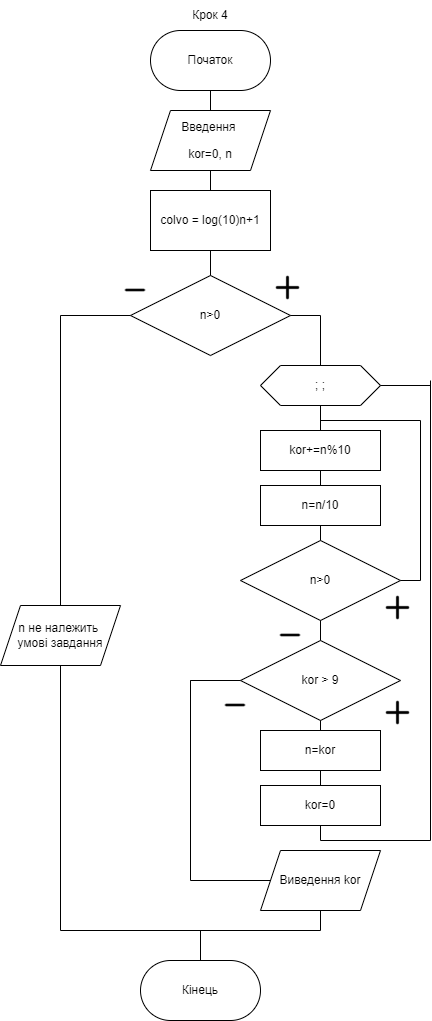 Крок 4
Початок
Введення
kor=0, n
colvo = log(10)n+1
n>0
; ;
kor+=n%10
n=n/10
n>0
n не належить
умові завдання
kor > 9
n=kor
kor=0
Виведення kor
Кінець